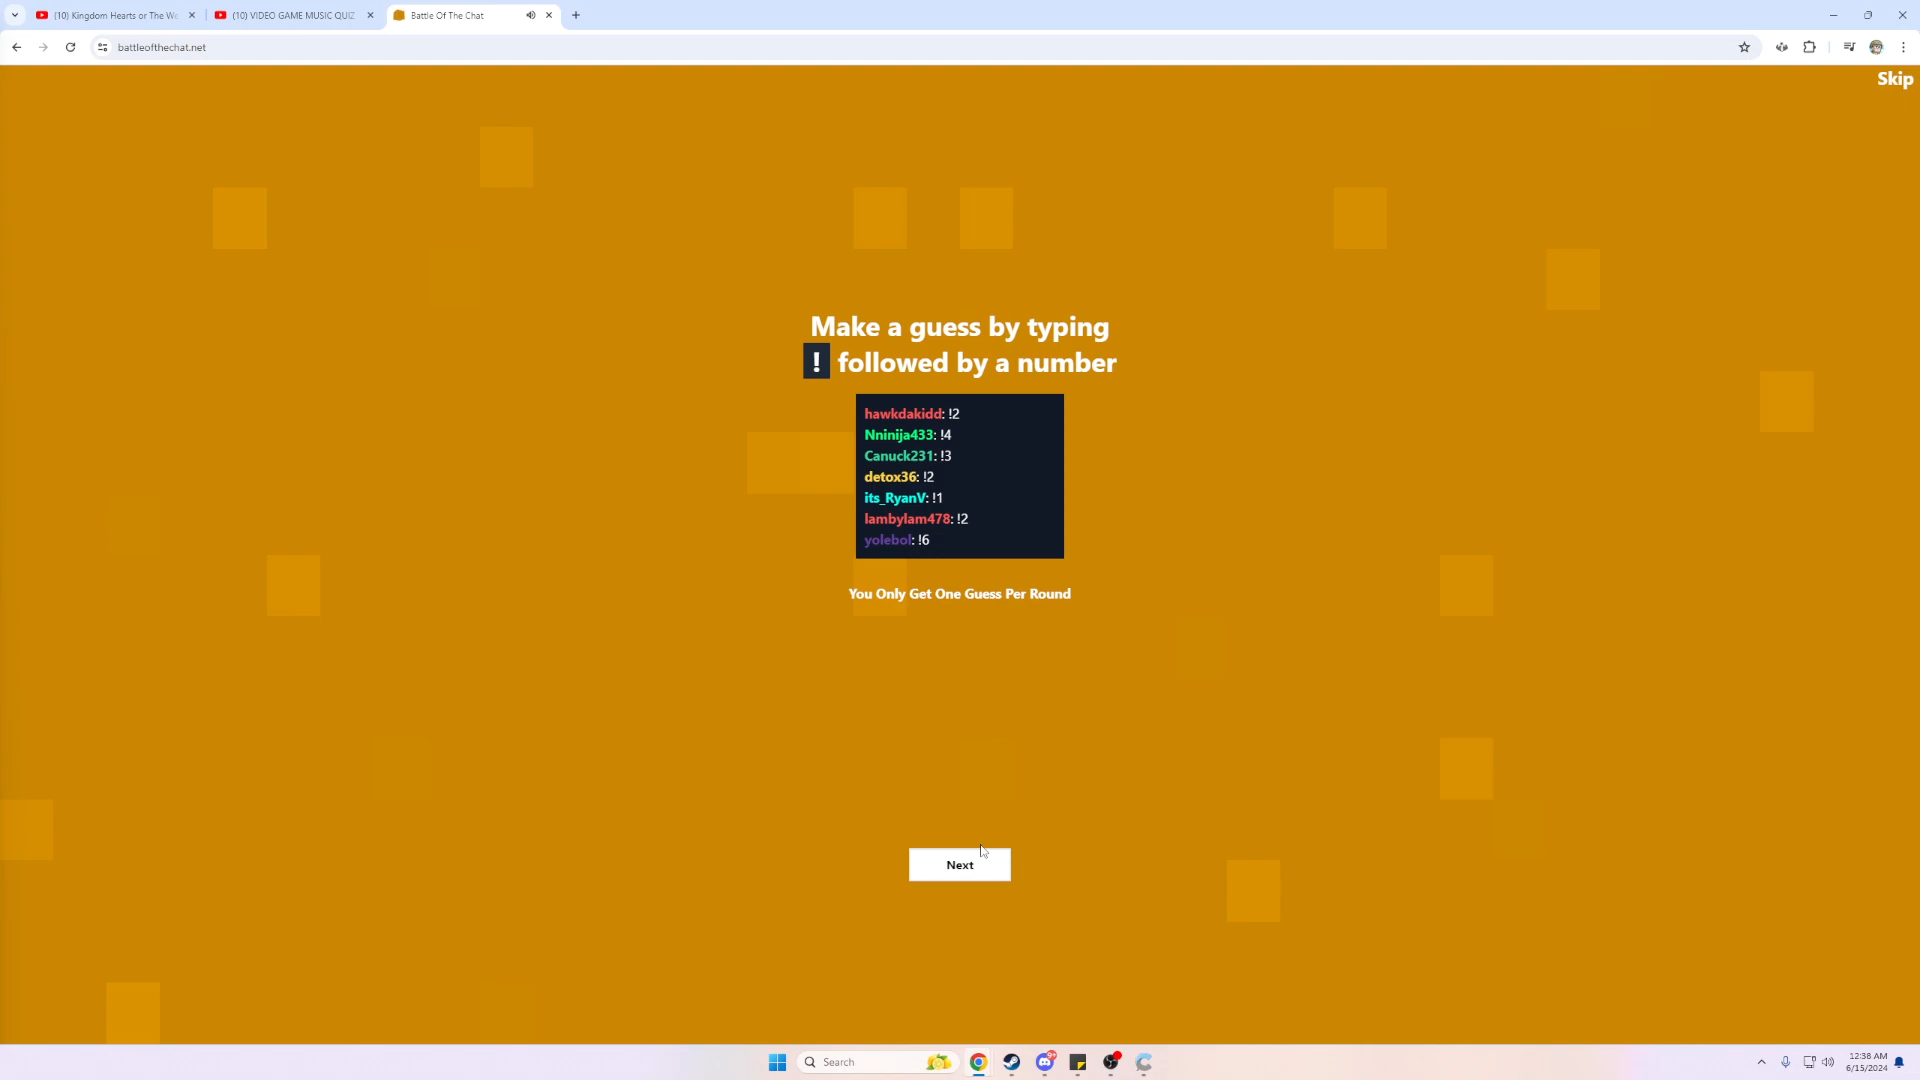 (10) Kingdom Hearts or The We
(10) VIDEO GAME MUSIC QUIZ
Battle Of The Chat
battleofthechat.net
Skip
Make a guess by typing
! followed by a number
hawkdakidd: !2
Nninija433: !4
Canuck231: !3
detox36: !2
its_RyanV: !1
lambylam478: !2
yolebol: !6
You Only Get One Guess Per Round
Next
Search
12:38 AM
6/15/2024